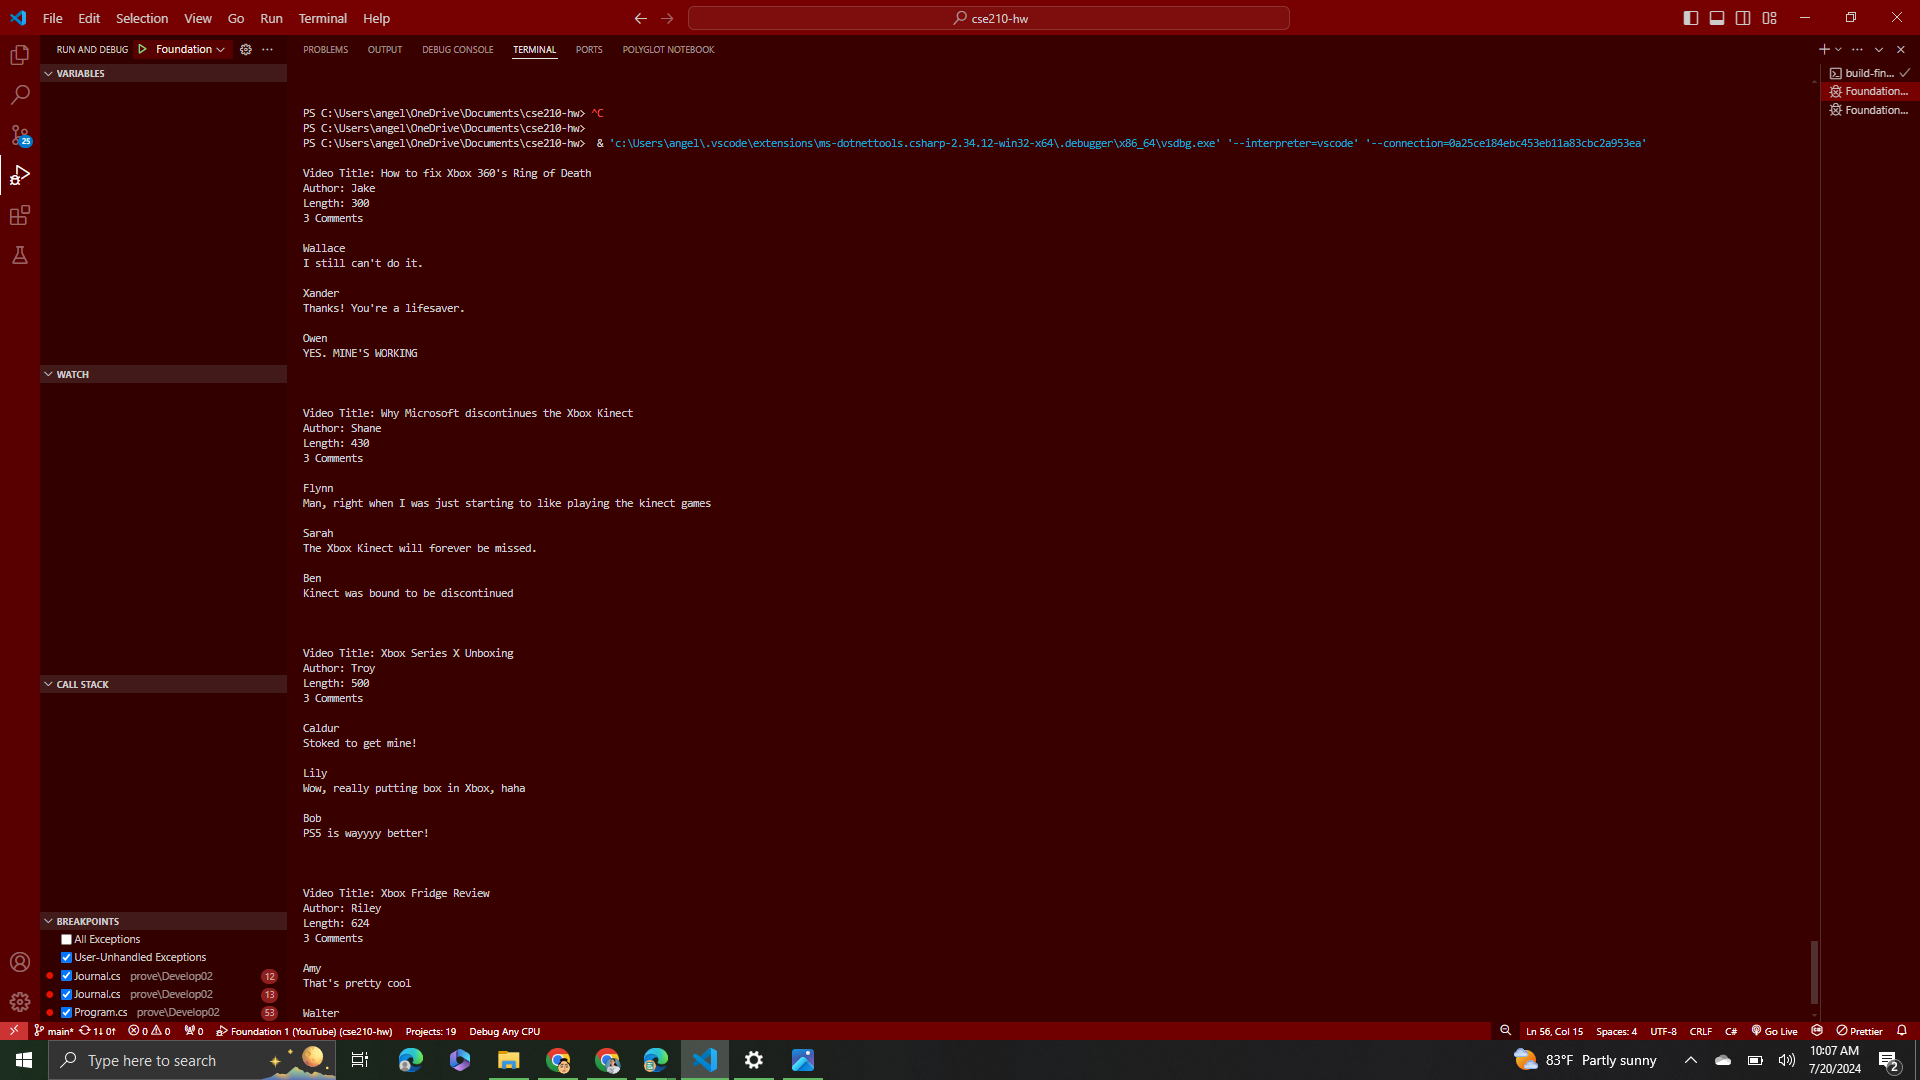 File Edit Selection View Go Run Terminal Help
cse210-hw
RUN AND DEBUG Foundation
PROBLEMS OUTPUT DEBUG CONSOLE TERMINAL PORTS POLYGLOT NOTEBOOK
VARIABLES
WATCH
CALL STACK
BREAKPOINTS
All Exceptions
User-Unhandled Exceptions
Journal.cs prove\Develop02 12
Journal.cs prove\Develop02 13
Program.cs prove\Develop02 53
25
PS C:\Users\angel\OneDrive\Documents\cse210-hw> ^C
PS C:\Users\angel\OneDrive\Documents\cse210-hw>
PS C:\Users\angel\OneDrive\Documents\cse210-hw> & 'c:\Users\angel\.vscode\extensions\ms-dotnettools.csharp-2.34.12-win32-x64\.debugger\x86_64\vsdbg.exe' '--interpreter=vscode' '--connection=0a25ce184ebc453eb11a83cbc2a953ea'
Video Title: How to fix Xbox 360's Ring of Death
Author: Jake
Length: 300
3 Comments
Wallace
I still can't do it.
Xander
Thanks! You're a lifesaver.
Owen
YES. MINE'S WORKING
Video Title: Why Microsoft discontinues the Xbox Kinect
Author: Shane
Length: 430
3 Comments
Flynn
Man, right when I was just starting to like playing the kinect games
Sarah
The Xbox Kinect will forever be missed.
Ben
Kinect was bound to be discontinued
Video Title: Xbox Series X Unboxing
Author: Troy
Length: 500
3 Comments
Caldur
Stoked to get mine!
Lily
Wow, really putting box in Xbox, haha
Bob
PS5 is wayyyy better!
Video Title: Xbox Fridge Review
Author: Riley
Length: 624
3 Comments
Amy
That's pretty cool
Walter
build-fin...
Foundation...
Foundation...
main* 1↓ 0↑ 0 0 0 Foundation 1 (YouTube) (cse210-hw) Projects: 19 Debug Any CPU
Ln 56, Col 15 Spaces: 4 UTF-8 CRLF C# Go Live Prettier
Type here to search
83°F Partly sunny
10:07 AM
7/20/2024
2